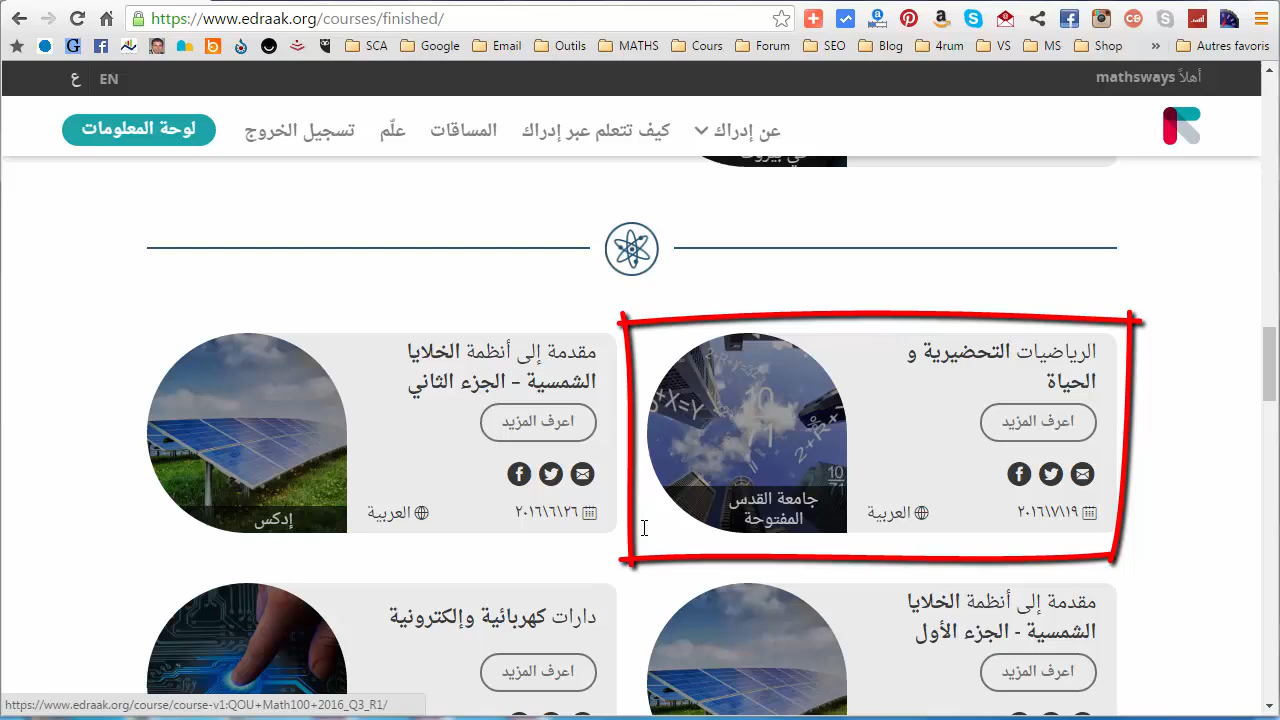 https://www.edraak.org/courses/finished/
SCA
Google
Email
Outils
MATHS
Cours
Forum
SEO
Blog
4rum
VS
MS
Shop
»
Autres favoris
أهلاً mathsways
EN
ع
عن إدراك
كيف تتعلم عبر إدراك
المساقات
علّم
تسجيل الخروج
لوحة المعلومات
في بيروت
الرياضيات التحضيرية و
الحياة
اعرف المزيد
٢٠١٦\٧\١٩
العربية
جامعة القدس
المفتوحة
مقدمة إلى أنظمة الخلايا
الشمسية – الجزء الثاني
اعرف المزيد
٢٠١٦\٦\٢٦
العربية
إدكس
مقدمة إلى أنظمة الخلايا
الشمسية - الجزء الأول
اعرف المزيد
دارات كهربائية وإلكترونية
اعرف المزيد
https://www.edraak.org/course/course-v1:QOU+Math100+2016_Q3_R1/